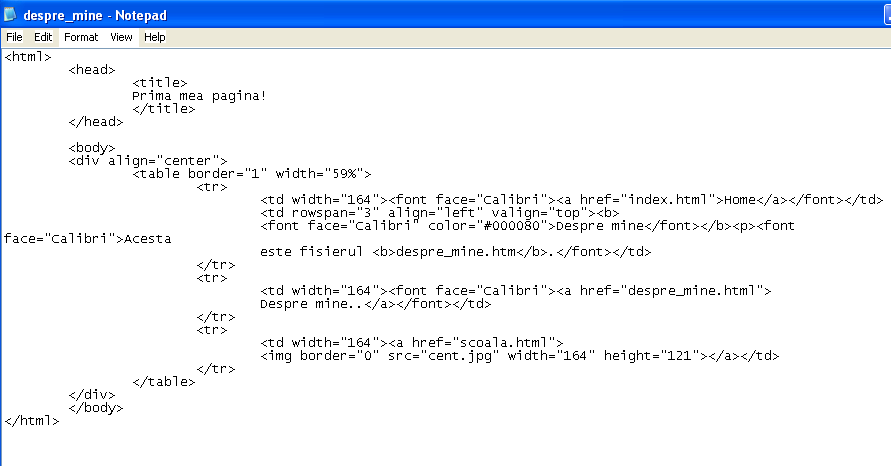 despre_mine - Notepad
File Edit Format View Help
<html>
<head>
<title>
Prima mea pagina!
</title>
</head>
<body>
<div align="center">
<table border="1" width="59%">
<tr>
<td width="164"><font face="Calibri"><a href="index.html">Home</a></font></td>
<td rowspan="3" align="left" valign="top"><b>
<font face="Calibri" color="#000080">Despre mine</font></b><p><font
face="Calibri">Acesta
este fisierul <b>despre_mine.htm</b>.</font></td>
</tr>
<tr>
<td width="164"><font face="Calibri"><a href="despre_mine.html">
Despre mine..</a></font></td>
</tr>
<tr>
<td width="164"><a href="scoala.html">
<img border="0" src="cent.jpg" width="164" height="121"></a></td>
</tr>
</table>
</div>
</body>
</html>